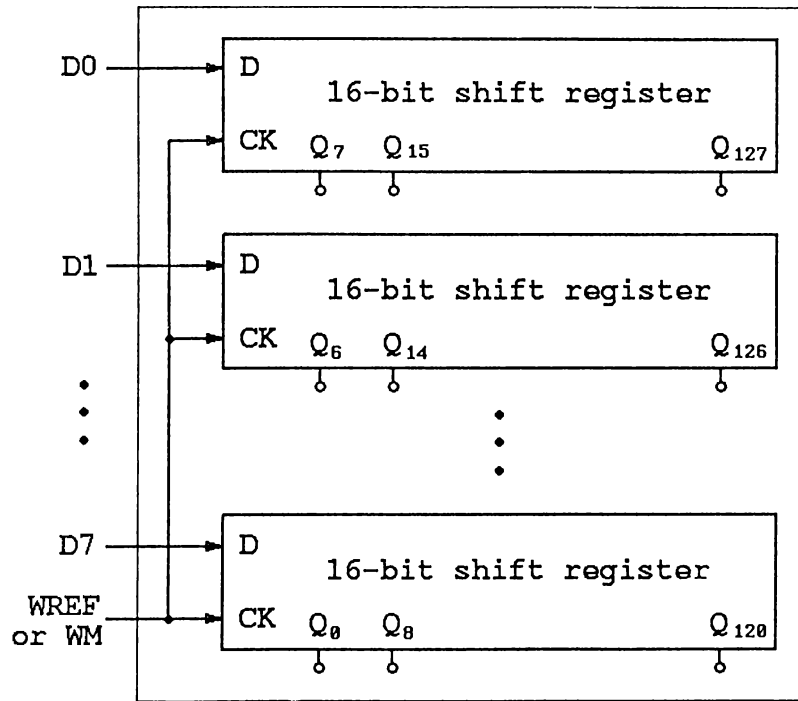 D0
D
16-bit shift register
CK Q7 Q15 Q127
D1
D
16-bit shift register
CK Q6 Q14 Q126
D7
D
16-bit shift register
WREF
or WM
CK Q0 Q8 Q120